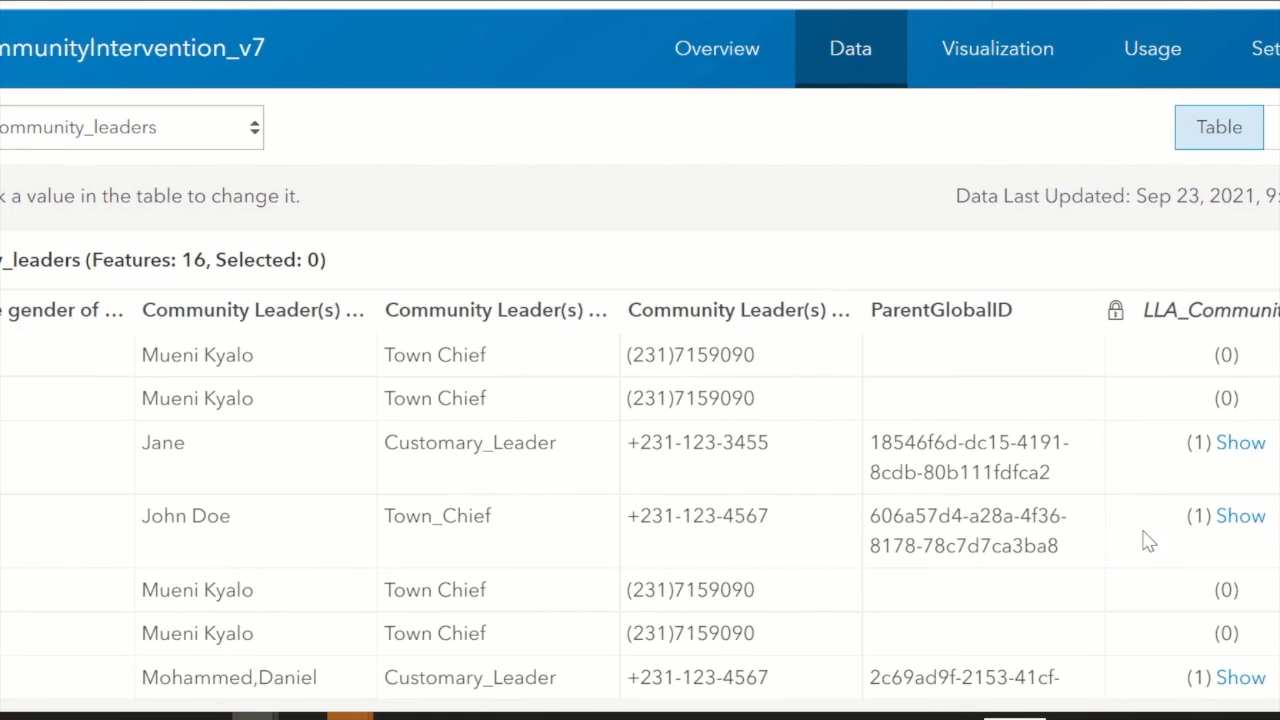 mmunityIntervention_v7 Overview Data Visualization Usage Set
ommunity_leaders Table
k a value in the table to change it. Data Last Updated: Sep 23, 2021, 9:
y_leaders (Features: 16, Selected: 0)
e gender of ... Community Leader(s) ... Community Leader(s) ... Community Leader(s) ... ParentGlobalID LLA_Communit
Mueni Kyalo Town Chief (231)7159090 (0)
Mueni Kyalo Town Chief (231)7159090 (0)
Jane Customary_Leader +231-123-3455 18546f6d-dc15-4191- (1) Show
8cdb-80b111fdfca2
John Doe Town_Chief +231-123-4567 606a57d4-a28a-4f36- (1) Show
8178-78c7d7ca3ba8
Mueni Kyalo Town Chief (231)7159090 (0)
Mueni Kyalo Town Chief (231)7159090 (0)
Mohammed,Daniel Customary_Leader +231-123-4567 2c69ad9f-2153-41cf- (1) Show